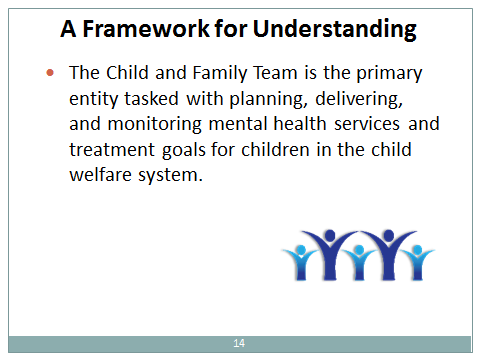 A Framework for Understanding
• The Child and Family Team is the primary
entity tasked with planning, delivering,
and monitoring mental health services and
treatment goals for children in the child
welfare system.
14